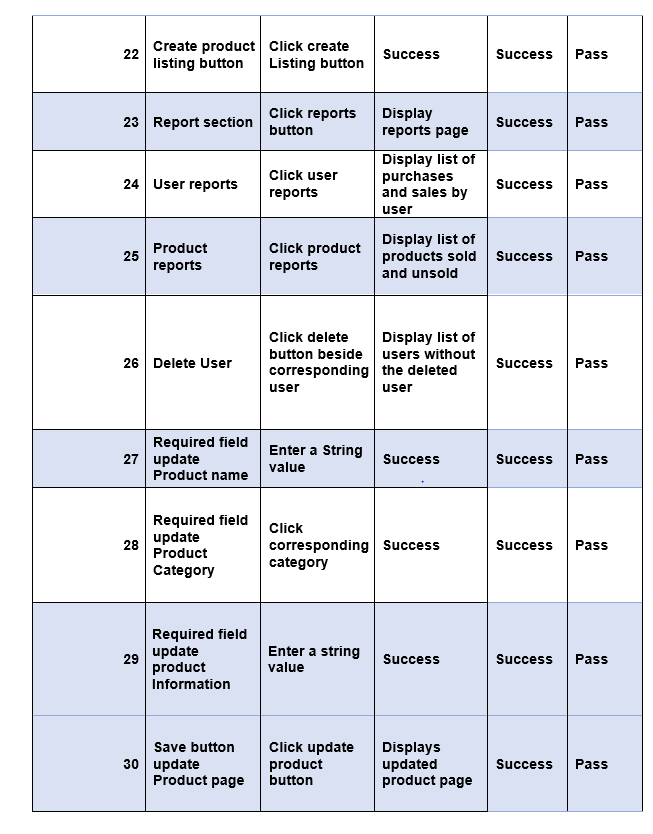 22 Create product listing button Click create Listing button Success Success Pass
23 Report section Click reports button Display reports page Success Pass
24 User reports Click user reports Display list of purchases and sales by user Success Pass
25 Product reports Click product reports Display list of products sold and unsold Success Pass
26 Delete User Click delete button beside corresponding user Display list of users without the deleted user Success Pass
27 Required field update Product name Enter a String value Success Success Pass
28 Required field update Product Category Click corresponding category Success Success Pass
29 Required field update product Information Enter a string value Success Success Pass
30 Save button update Product page Click update product button Displays updated product page Success Pass